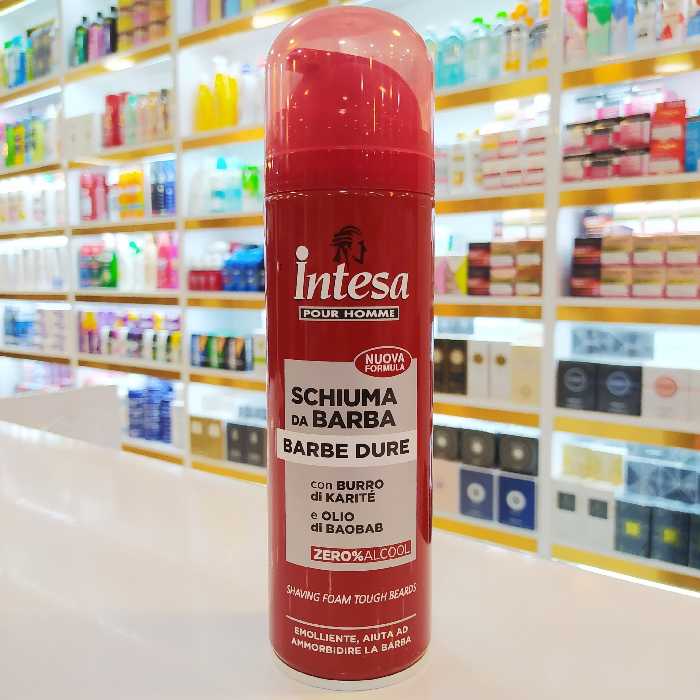 Intesa
POUR HOMME
NUOVA
FORMULA
SCHIUMA
DA BARBA
BARBE DURE
con BURRO
di KARITÉ
e OLIO
di BAOBAB
ZERO%ALCOOL
SHAVING FOAM TOUGH BEARDS
EMOLLIENTE, AIUTA AD
AMMORBIDIRE LA BARBA